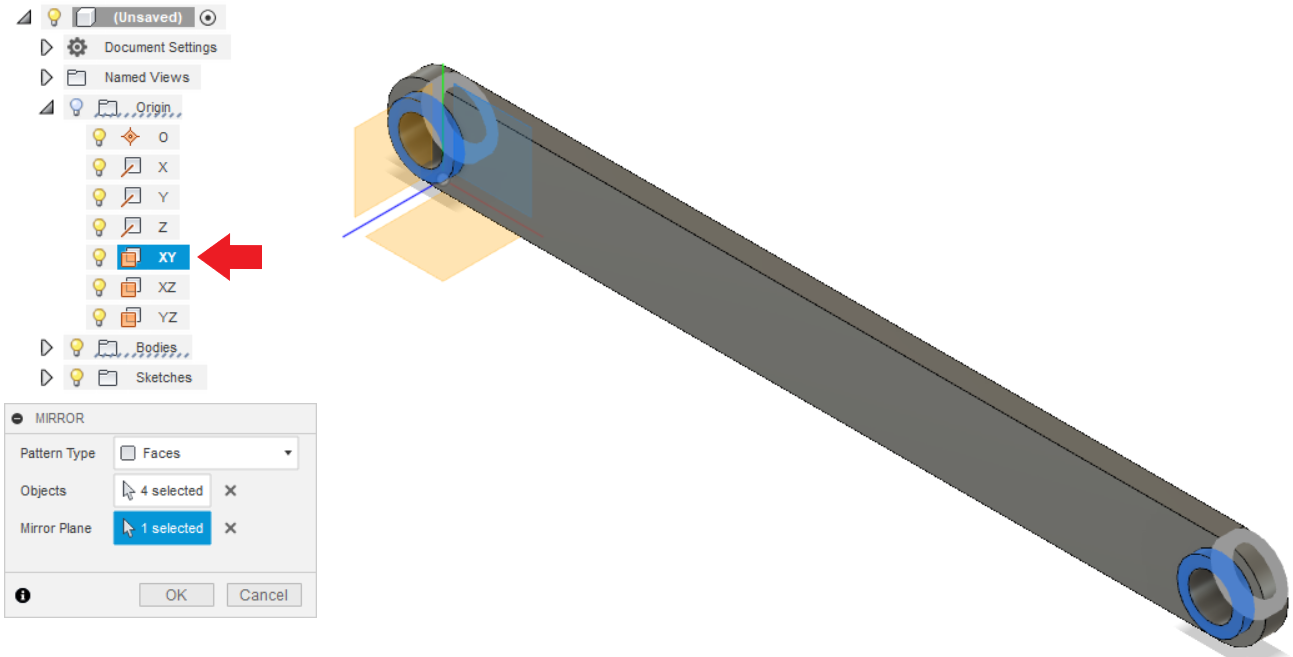 (Unsaved)
Document Settings
Named Views
Origin
O
X
Y
Z
XY
XZ
YZ
Bodies
Sketches
MIRROR
Pattern Type Faces
Objects 4 selected
Mirror Plane 1 selected
OK Cancel